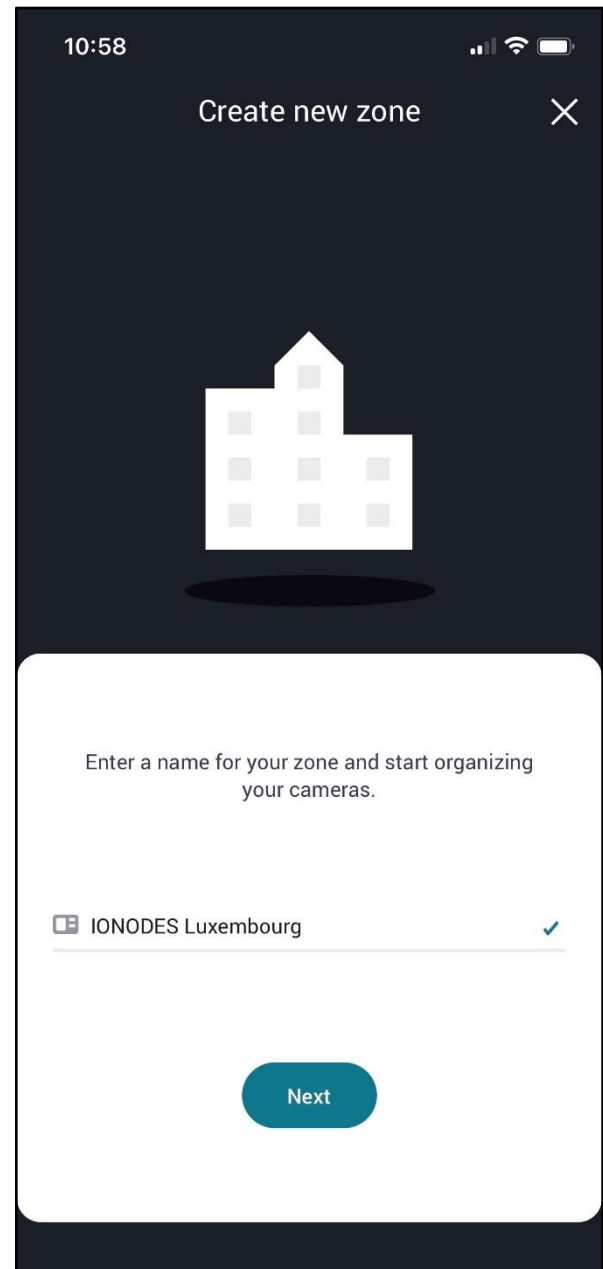 10:58
Create new zone
Enter a name for your zone and start organizing
your cameras.
IONODES Luxembourg
Next